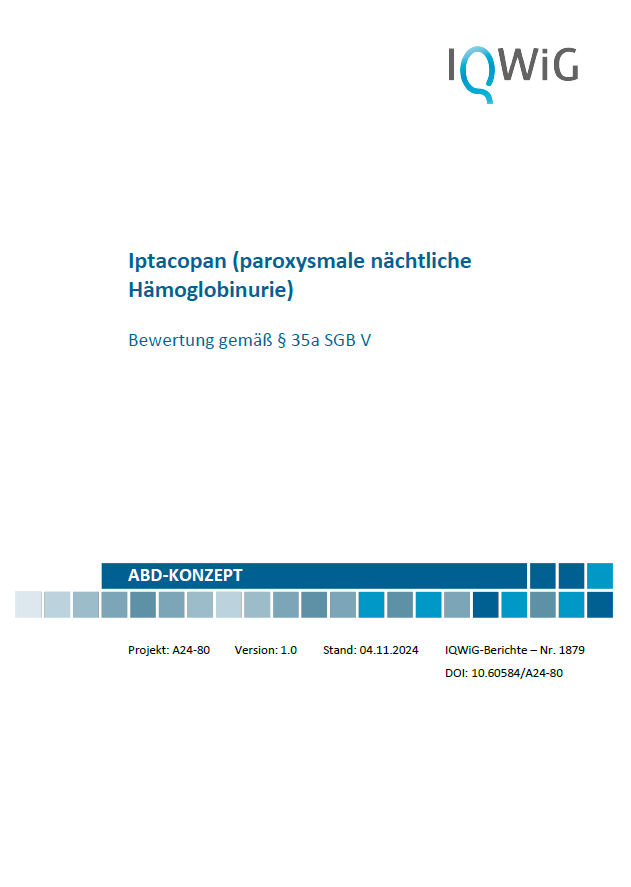 IQWiG
Iptacopan (paroxysmale nächtliche
Hämoglobinurie)
Bewertung gemäß § 35a SGB V
ABD-KONZEPT
Projekt: A24-80 Version: 1.0 Stand: 04.11.2024 IQWiG-Berichte – Nr. 1879
DOI: 10.60584/A24-80